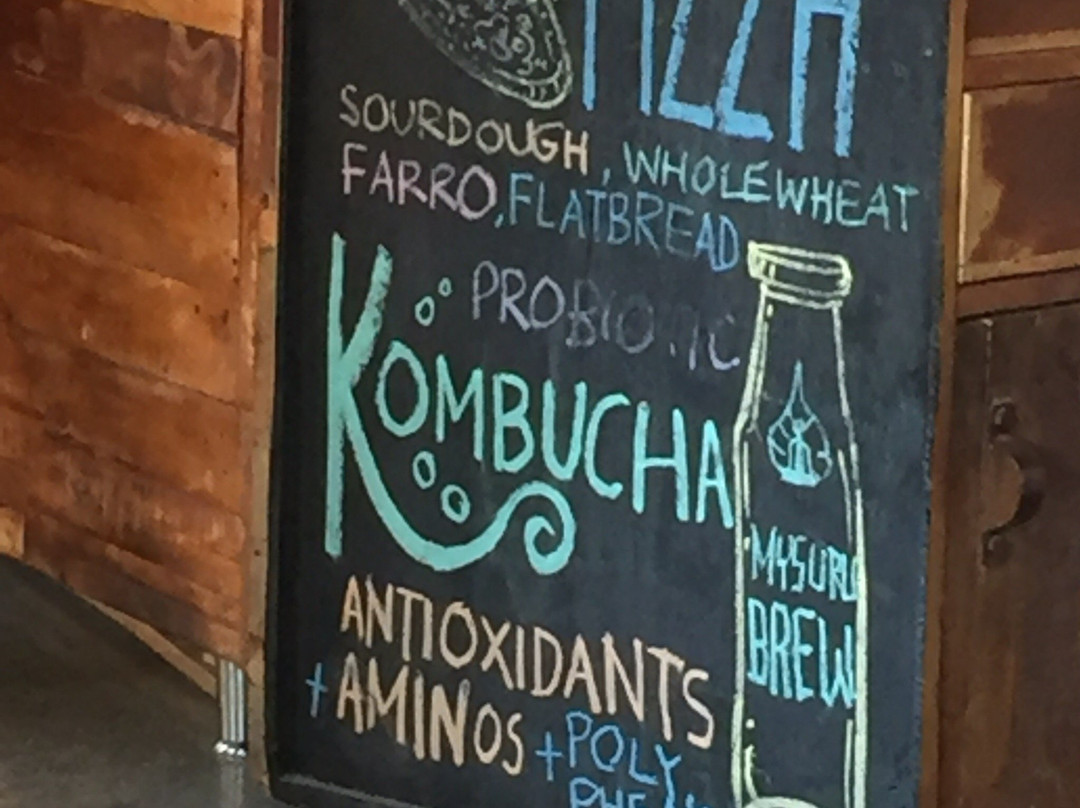 PIZZA
SOURDOUGH, WHOLEWHEAT
FARRO, FLATBREAD
PROBIOTIC
KOMBUCHA
MYSURU
BREW
ANTIOXIDANTS
+AMINOS +POLY